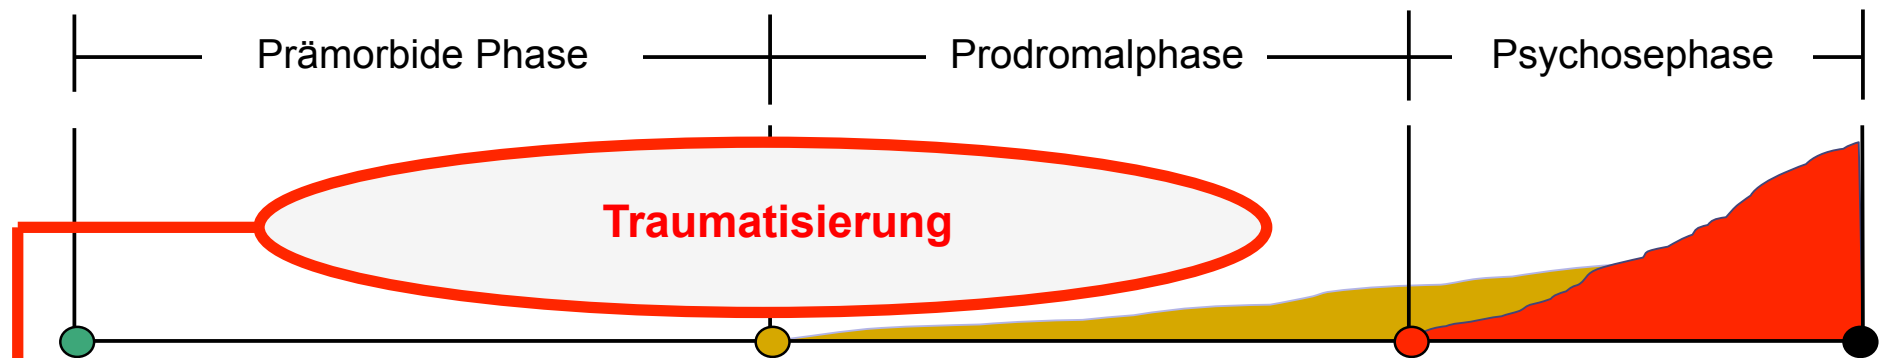 Prämorbide Phase Prodromalphase Psychosephase
Traumatisierung